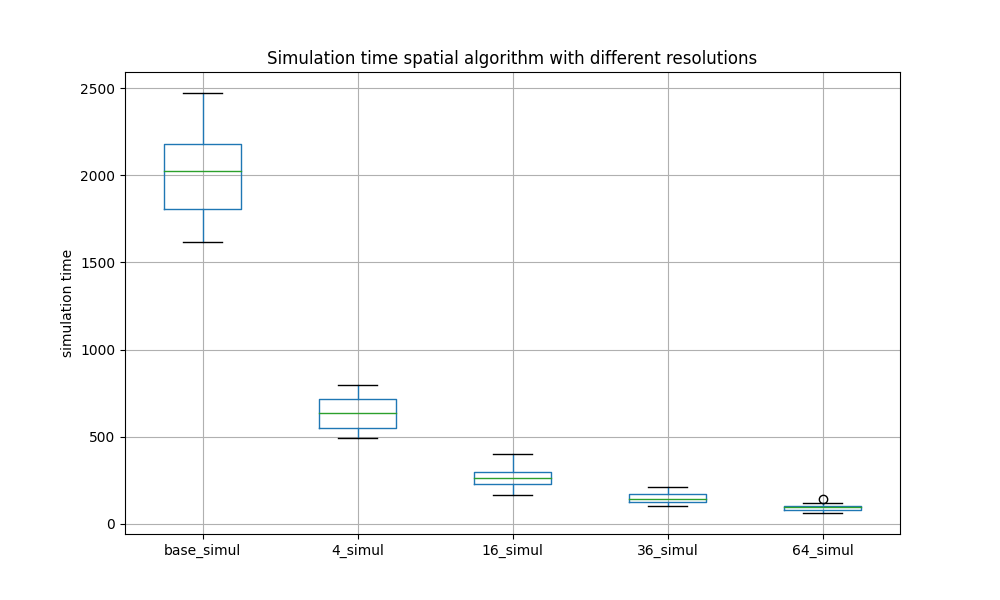 Simulation time spatial algorithm with different resolutions
simulation time
2500
2000
1500
1000
500
0
base_simul
4_simul
16_simul
36_simul
64_simul